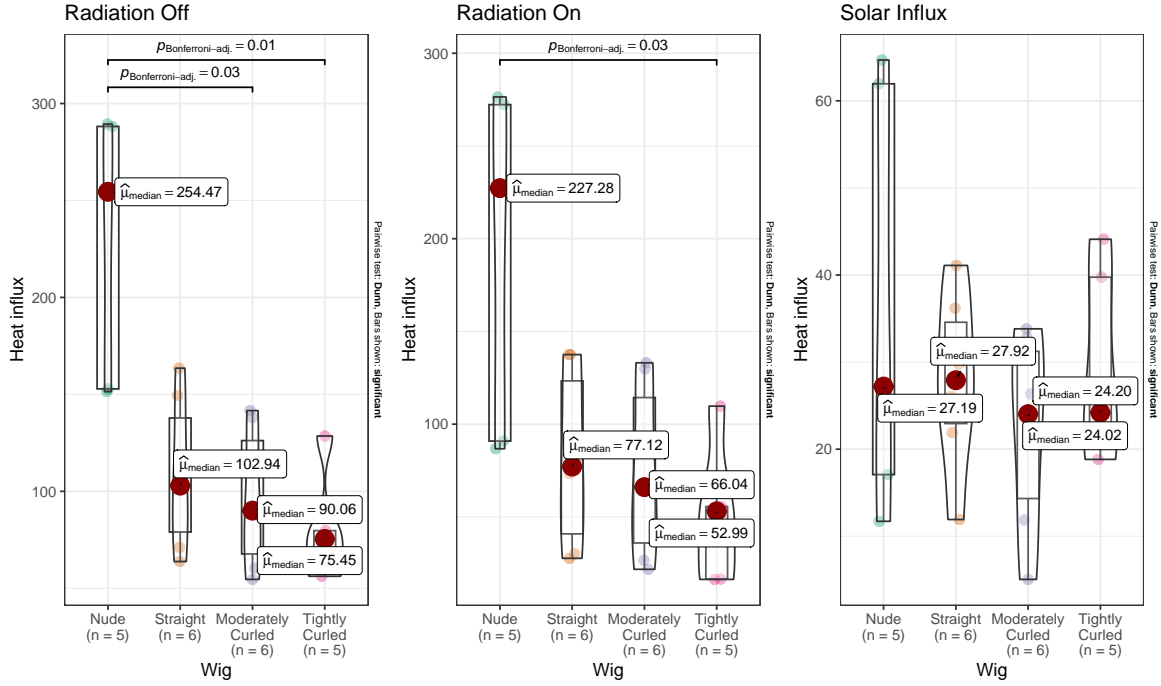 Radiation Off
p Bonferroni−adj. = 0.01
p Bonferroni−adj. = 0.03
300
200
100
Heat influx
μ̂ median = 254.47
μ̂ median = 102.94
μ̂ median = 90.06
μ̂ median = 75.45
Nude
(n = 5)
Straight
(n = 6)
Moderately
Curled
(n = 6)
Tightly
Curled
(n = 5)
Wig
Pairwise test: Dunn, Bars shown: significant
Radiation On
p Bonferroni−adj. = 0.03
300
200
100
Heat influx
μ̂ median = 227.28
μ̂ median = 77.12
μ̂ median = 66.04
μ̂ median = 52.99
Nude
(n = 5)
Straight
(n = 6)
Moderately
Curled
(n = 6)
Tightly
Curled
(n = 5)
Wig
Pairwise test: Dunn, Bars shown: significant
Solar Influx
60
40
20
Heat influx
μ̂ median = 27.92
μ̂ median = 24.20
μ̂ median = 27.19
μ̂ median = 24.02
Nude
(n = 5)
Straight
(n = 6)
Moderately
Curled
(n = 6)
Tightly
Curled
(n = 5)
Wig
Pairwise test: Dunn, Bars shown: significant